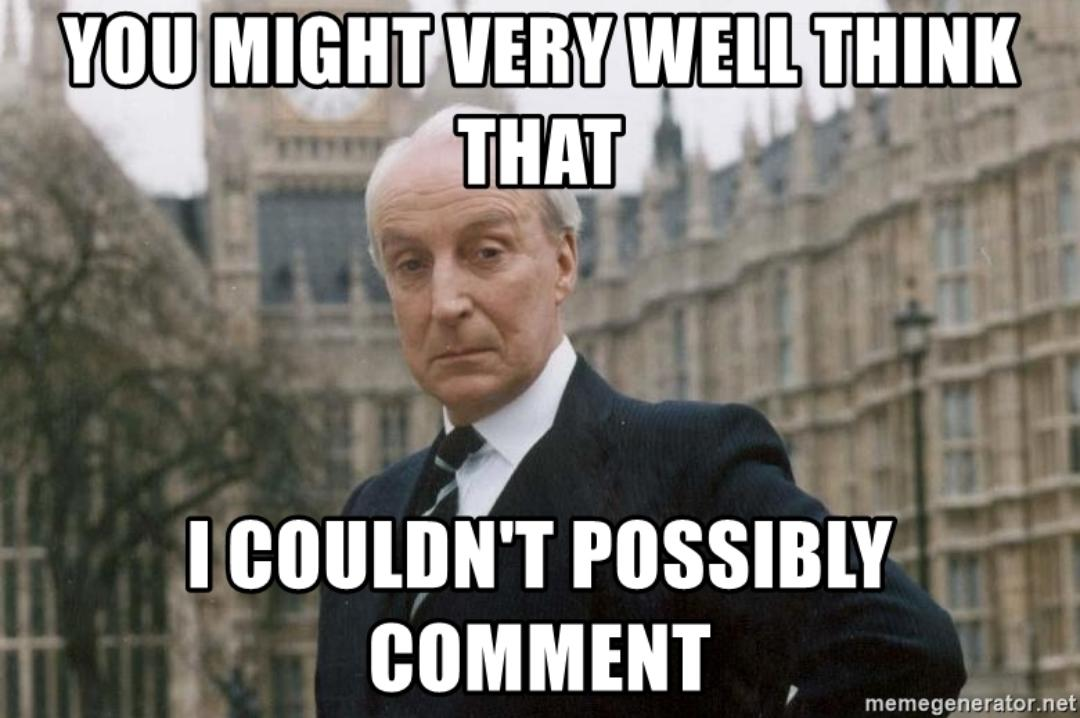 YOU MIGHT VERY WELL THINK
THAT
I COULDN'T POSSIBLY
COMMENT
memegenerator.net